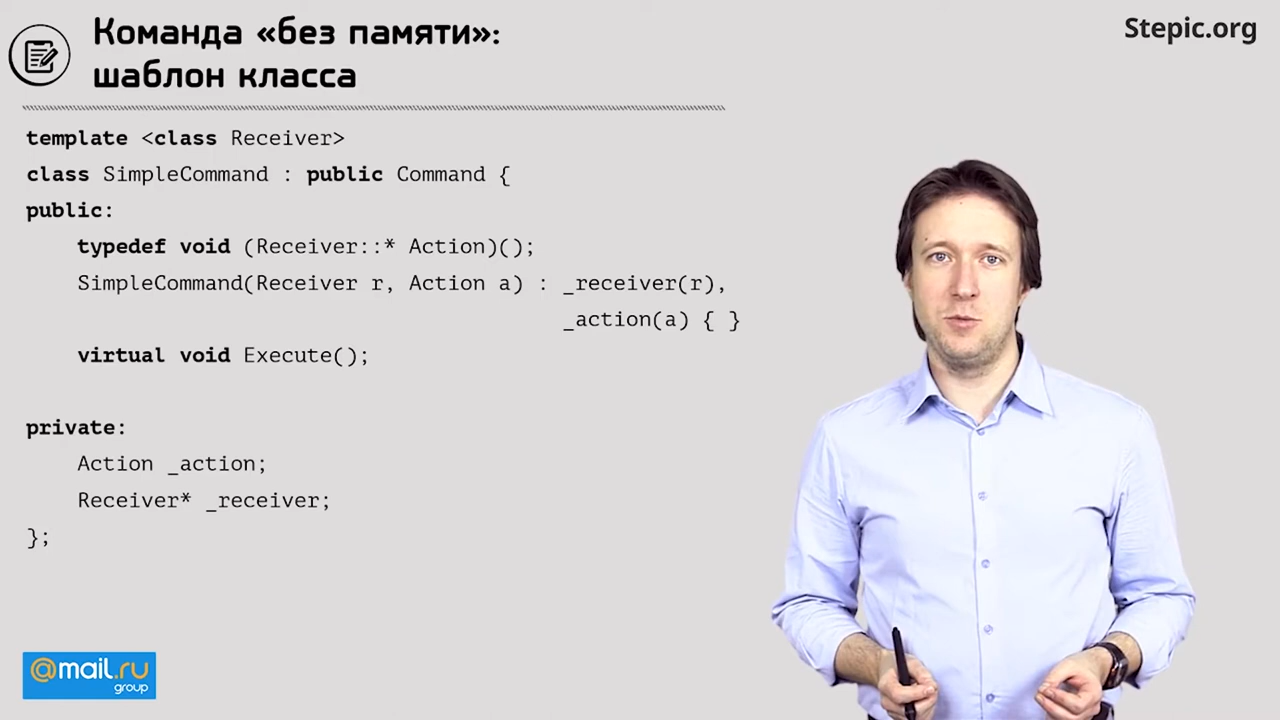 Команда «без памяти»:
шаблон класса
Stepic.org
template <class Receiver>
class SimpleCommand : public Command {
public:
    typedef void (Receiver::* Action)();
    SimpleCommand(Receiver r, Action a) : _receiver(r),
                                          _action(a) { }
    virtual void Execute();
private:
    Action _action;
    Receiver* _receiver;
};
@mail.ru
group